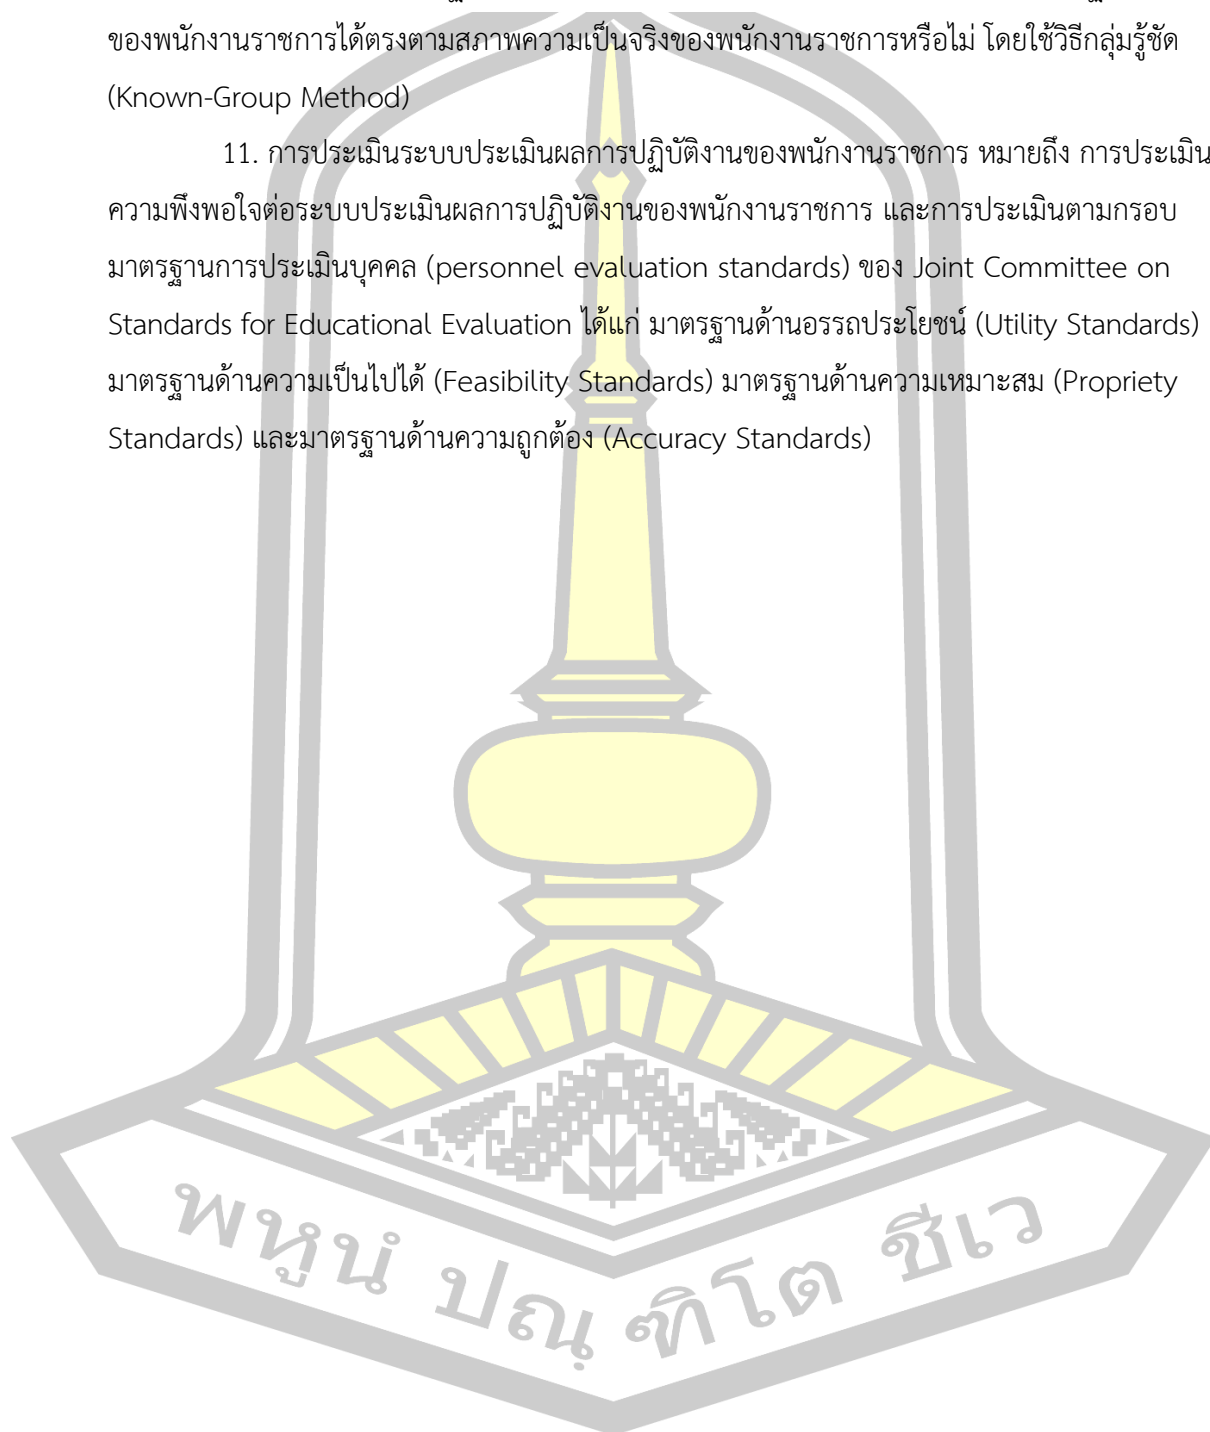 ของพนักงานราชการได้ตรงตามสภาพความเป็นจริงของพนักงานราชการหรือไม่ โดยใช้วิธีกลุ่มรู้ชัด
(Known-Group Method)
11. การประเมินระบบประเมินผลการปฏิบัติงานของพนักงานราชการ หมายถึง การประเมิน
ความพึงพอใจต่อระบบประเมินผลการปฏิบัติงานของพนักงานราชการ และการประเมินตามกรอบ
มาตรฐานการประเมินบุคคล (personnel evaluation standards) ของ Joint Committee on
Standards for Educational Evaluation ได้แก่ มาตรฐานด้านอรรถประโยชน์ (Utility Standards)
มาตรฐานด้านความเป็นไปได้ (Feasibility Standards) มาตรฐานด้านความเหมาะสม (Propriety
Standards) และมาตรฐานด้านความถูกต้อง (Accuracy Standards)
พหูนํ ปณฺฑิโต ชีเว